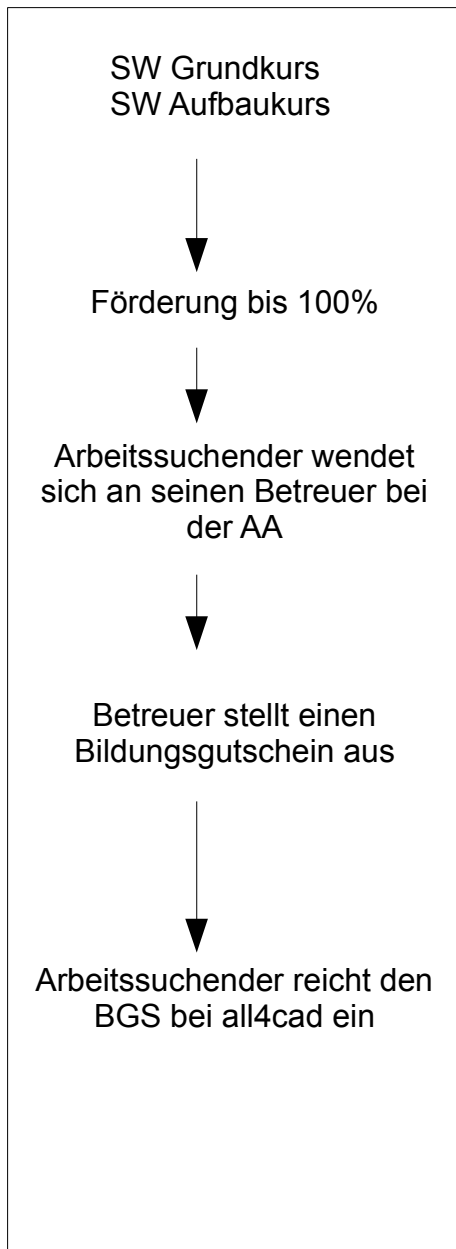 SW Grundkurs
SW Aufbaukurs
Förderung bis 100%
Arbeitssuchender wendet
sich an seinen Betreuer bei
der AA
Betreuer stellt einen
Bildungsgutschein aus
Arbeitssuchender reicht den
BGS bei all4cad ein